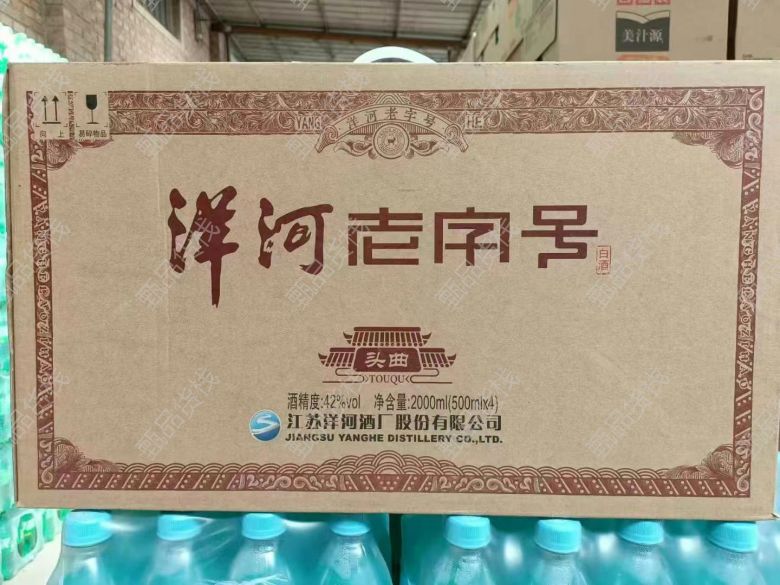 美汁源
向上
易碎物品
YANG HE
洋河老字号
洋河老字号
白酒
头曲
TOUQU
酒精度:42%vol 净含量:2000ml(500mlx4)
江苏洋河酒厂股份有限公司
JIANGSU YANGHE DISTILLERY CO.,LTD.